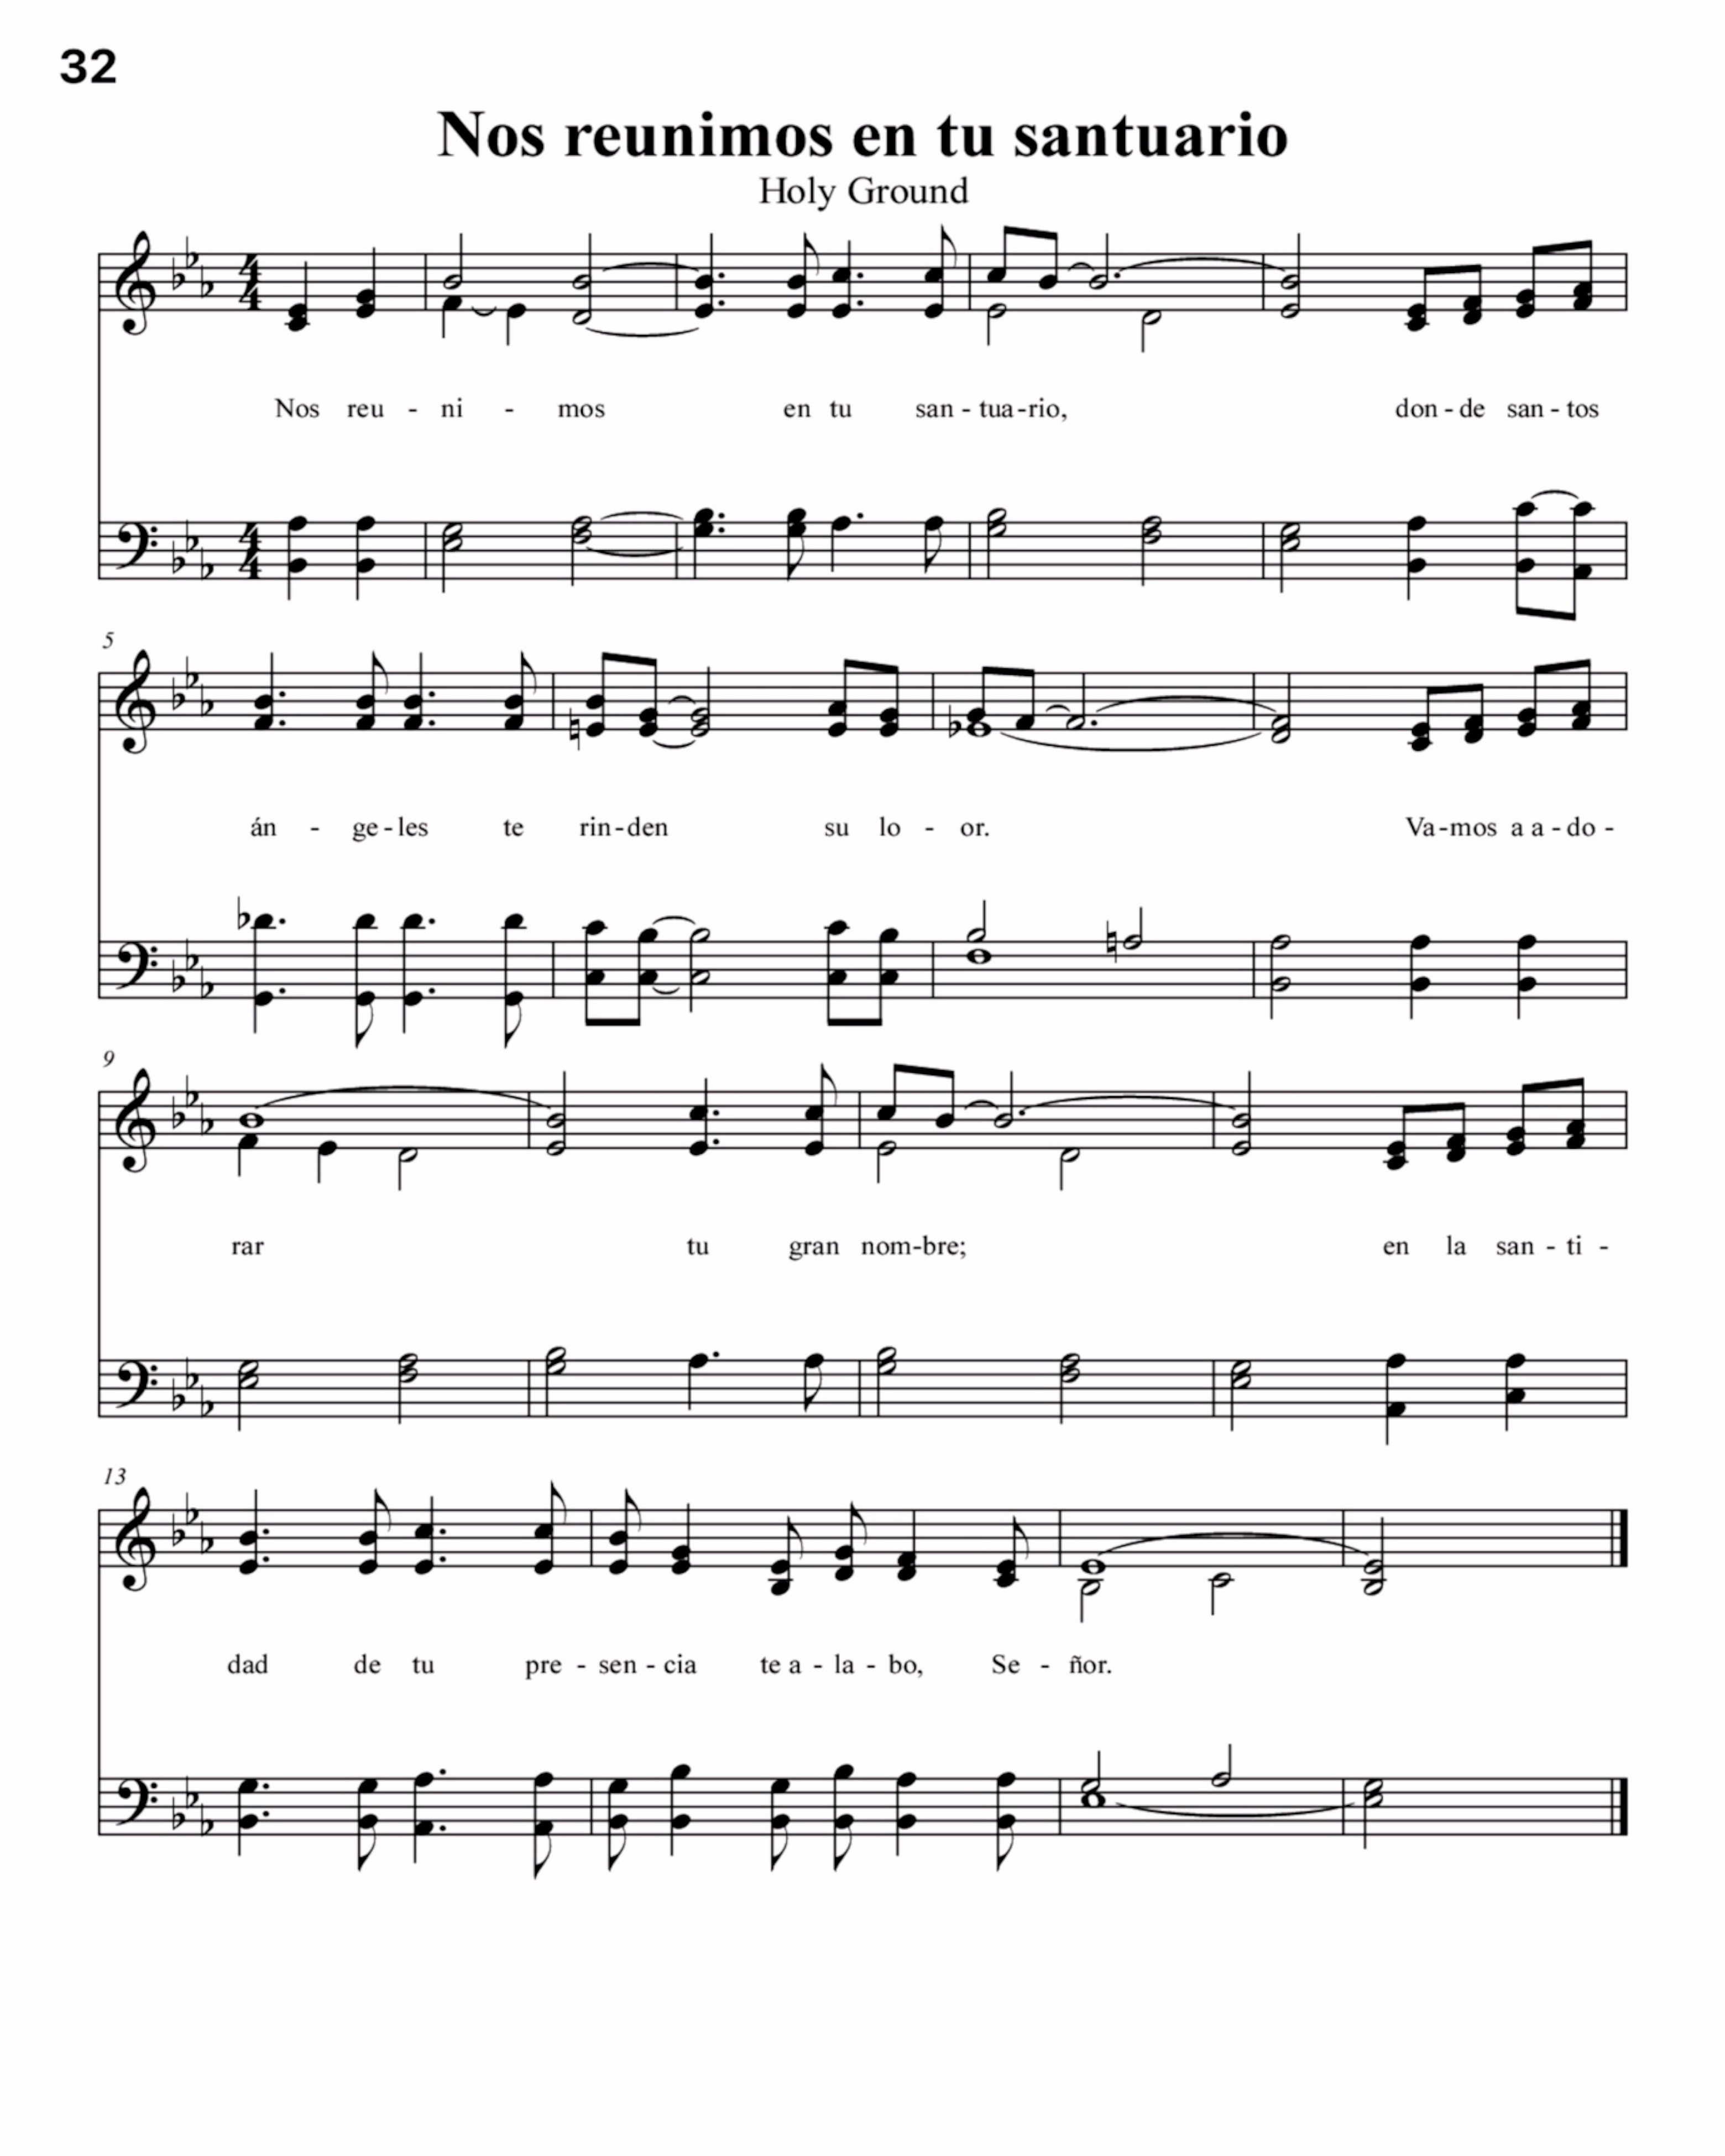 32
Nos reunimos en tu santuario
Holy Ground
Nos reu - ni - mos en tu san - tua - rio, don - de san - tos
5
án - ge - les te rin - den su lo - or. Va - mos a a - do -
9
rar tu gran nom - bre; en la san - ti -
13
dad de tu pre - sen - cia te a - la - bo, Se - ñor.